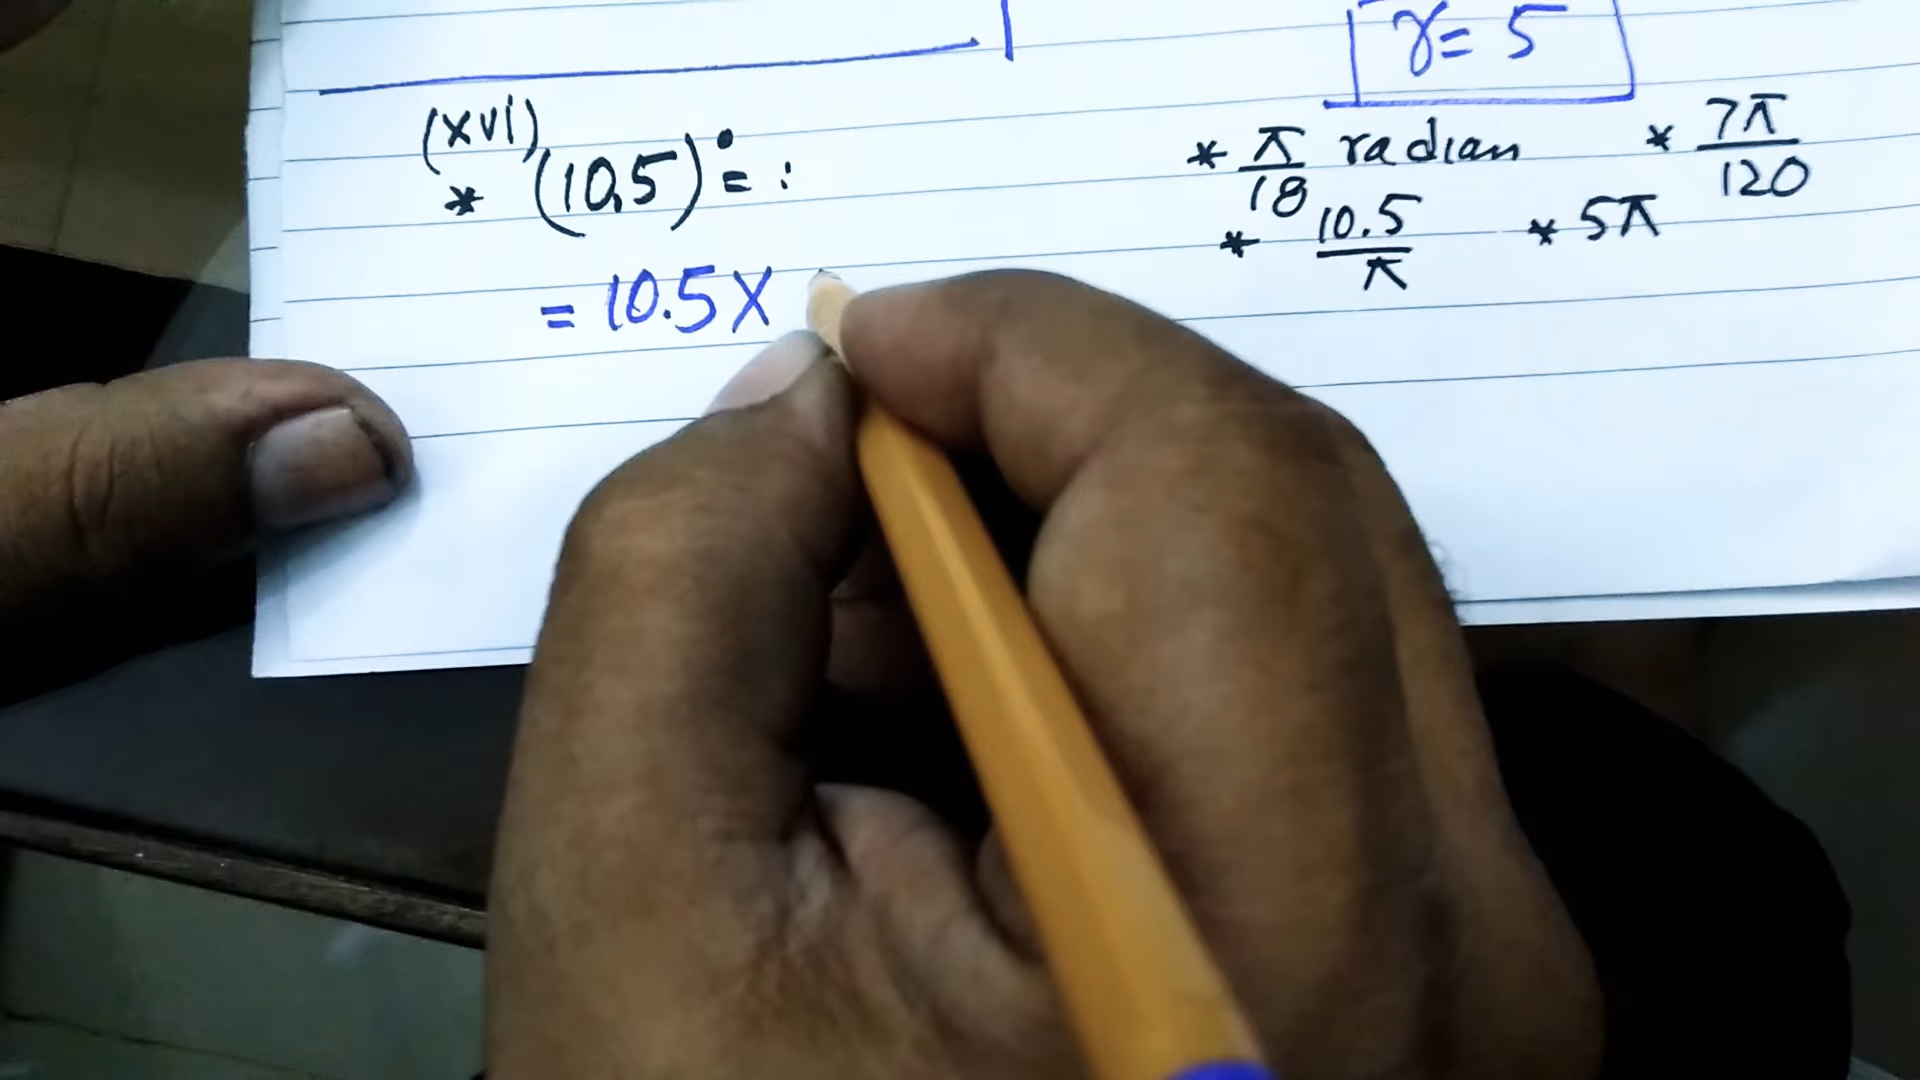 γ= 5
(xvi)
* (10.5)°= :
* π/18 radian * 7π/120
* 10.5/π * 5π
= 10.5 X